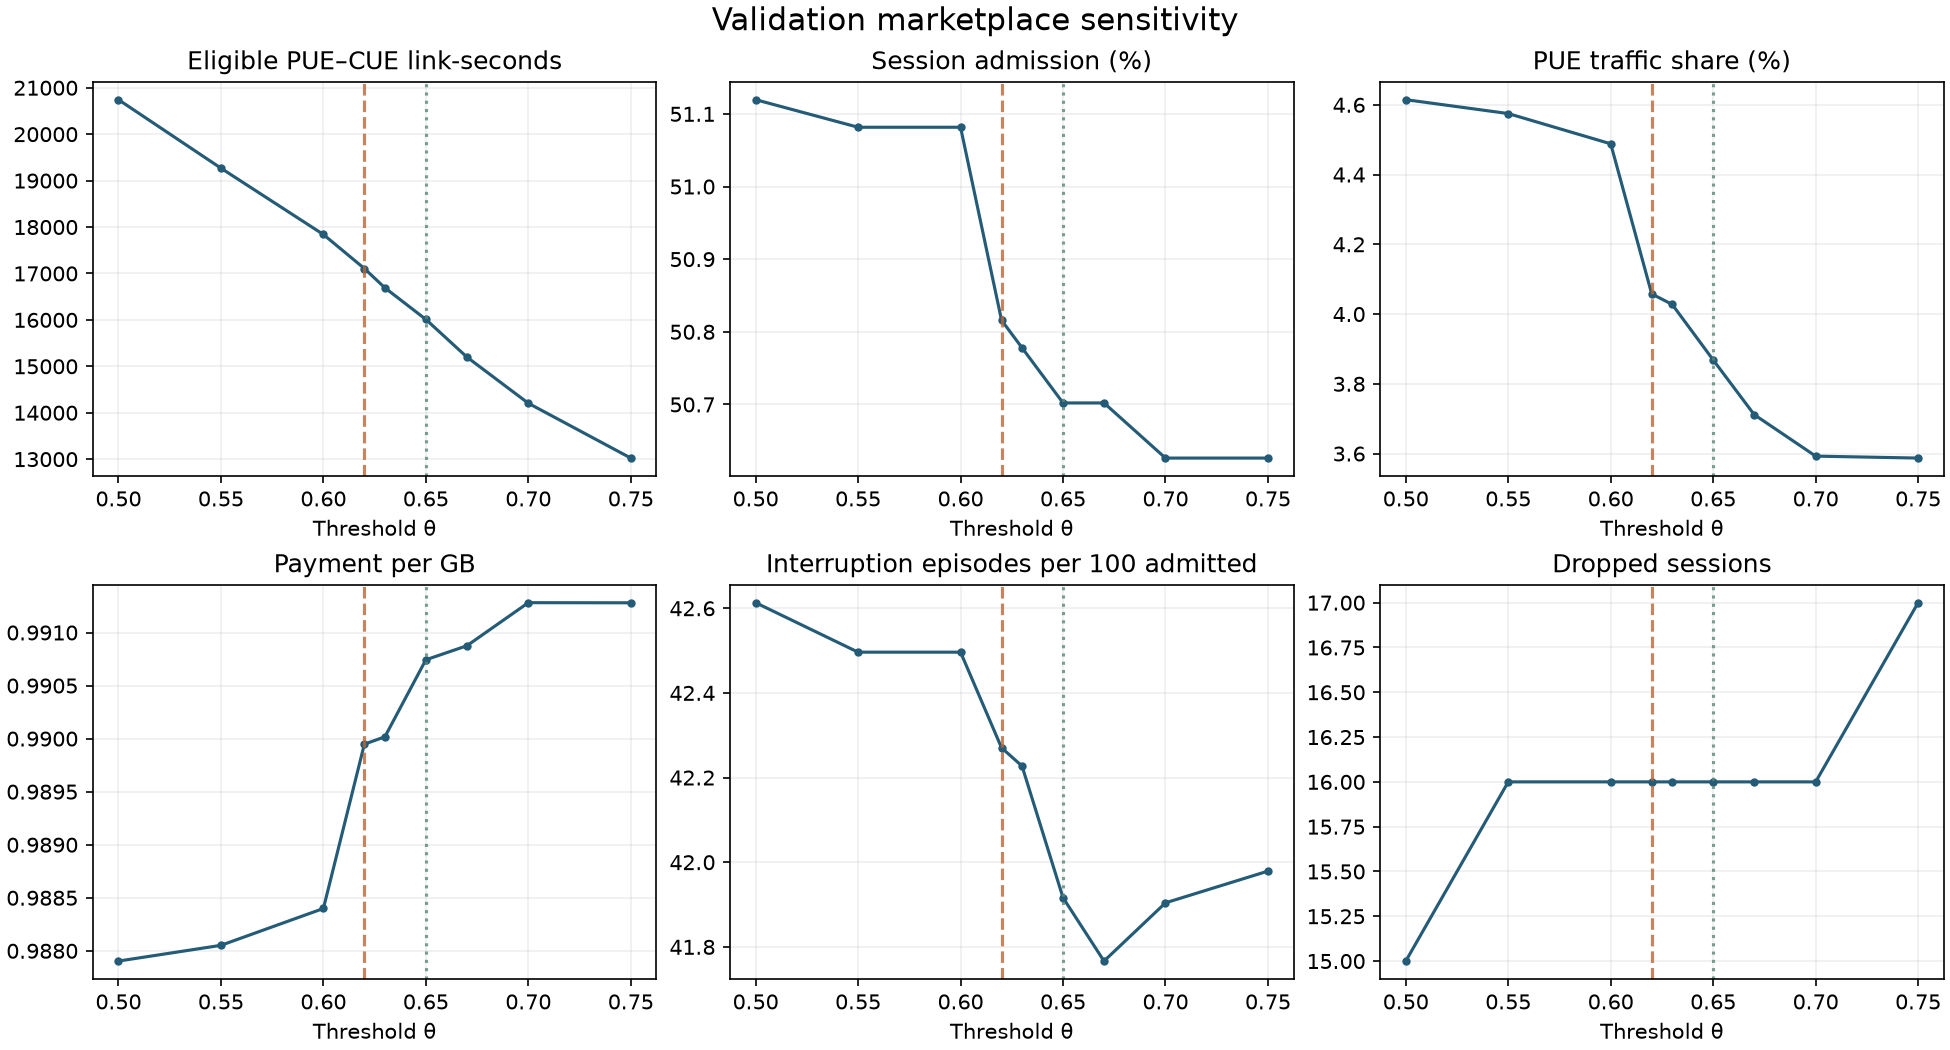 Validation marketplace sensitivity
Eligible PUE–CUE link-seconds
21000
20000
19000
18000
17000
16000
15000
14000
13000
0.50 0.55 0.60 0.65 0.70 0.75
Threshold θ
Session admission (%)
51.1
51.0
50.9
50.8
50.7
0.50 0.55 0.60 0.65 0.70 0.75
Threshold θ
PUE traffic share (%)
4.6
4.4
4.2
4.0
3.8
3.6
0.50 0.55 0.60 0.65 0.70 0.75
Threshold θ
Payment per GB
0.9910
0.9905
0.9900
0.9895
0.9890
0.9885
0.9880
0.50 0.55 0.60 0.65 0.70 0.75
Threshold θ
Interruption episodes per 100 admitted
42.6
42.4
42.2
42.0
41.8
0.50 0.55 0.60 0.65 0.70 0.75
Threshold θ
Dropped sessions
17.00
16.75
16.50
16.25
16.00
15.75
15.50
15.25
15.00
0.50 0.55 0.60 0.65 0.70 0.75
Threshold θ